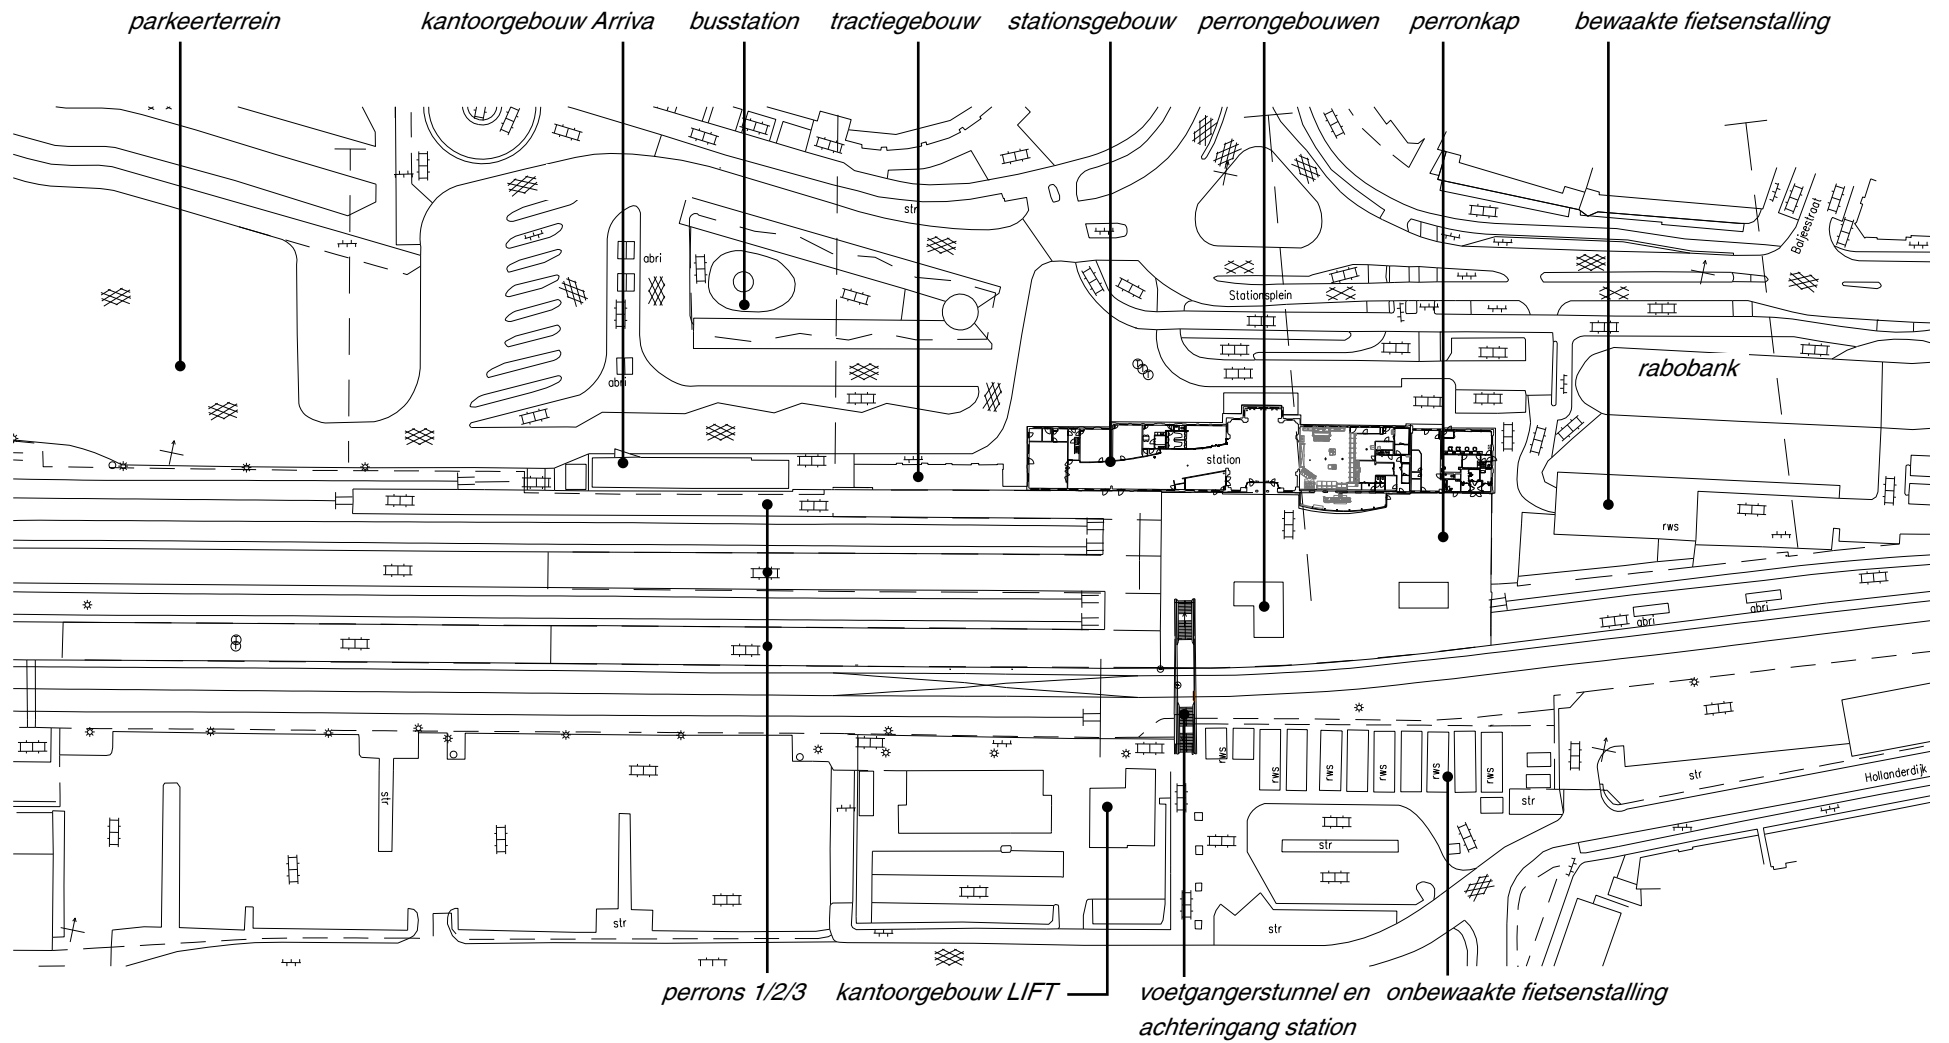 parkeerterrein
kantoorgebouw Arriva
busstation
tractiegebouw
stationsgebouw
perrongebouwen
perronkap
bewaakte fietsenstalling
str
Baljeestraat
abri
Stationsplein
abri
rabobank
station
rws
abri
abri
rws
rws
rws
rws
rws
rws
str
str
Hollanderdijk
str
str
str
str
perrons 1/2/3
kantoorgebouw LIFT
voetgangerstunnel en
achteringang station
onbewaakte fietsenstalling